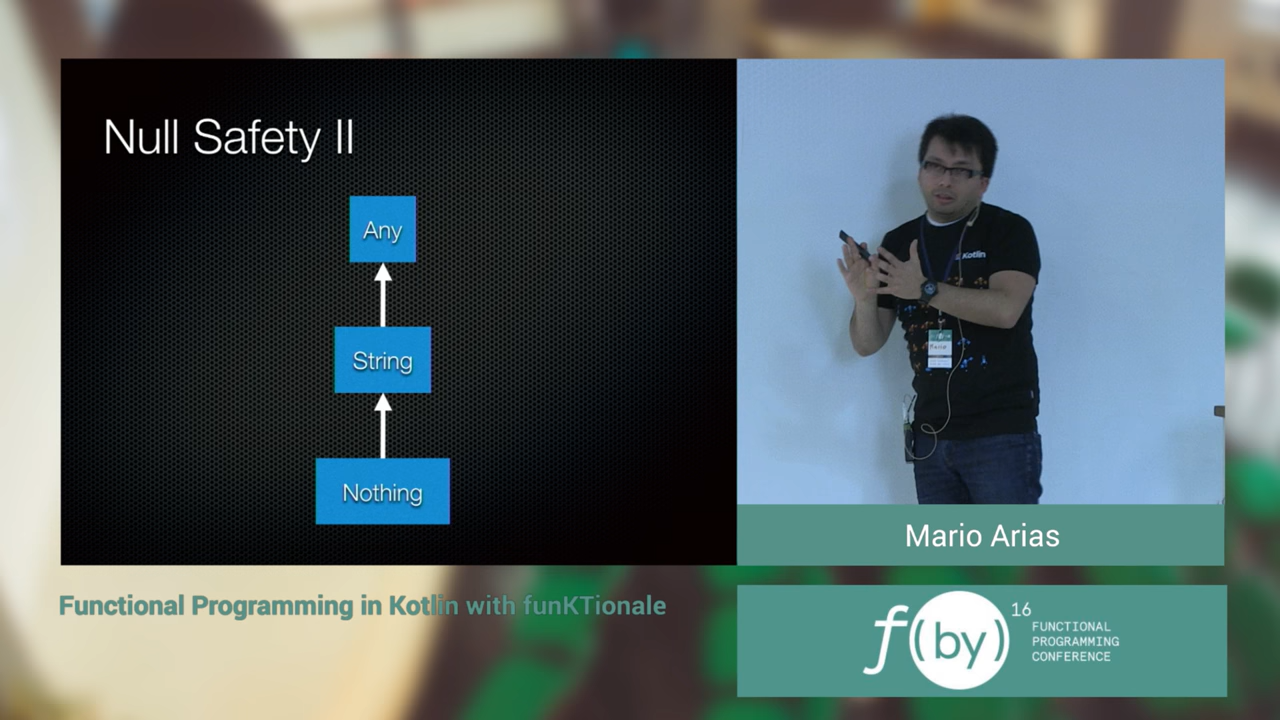 Null Safety II
Any
String
Nothing
Kotlin
Mario Arias
Functional Programming in Kotlin with funKTionale
f(by) 16
FUNCTIONAL
PROGRAMMING
CONFERENCE